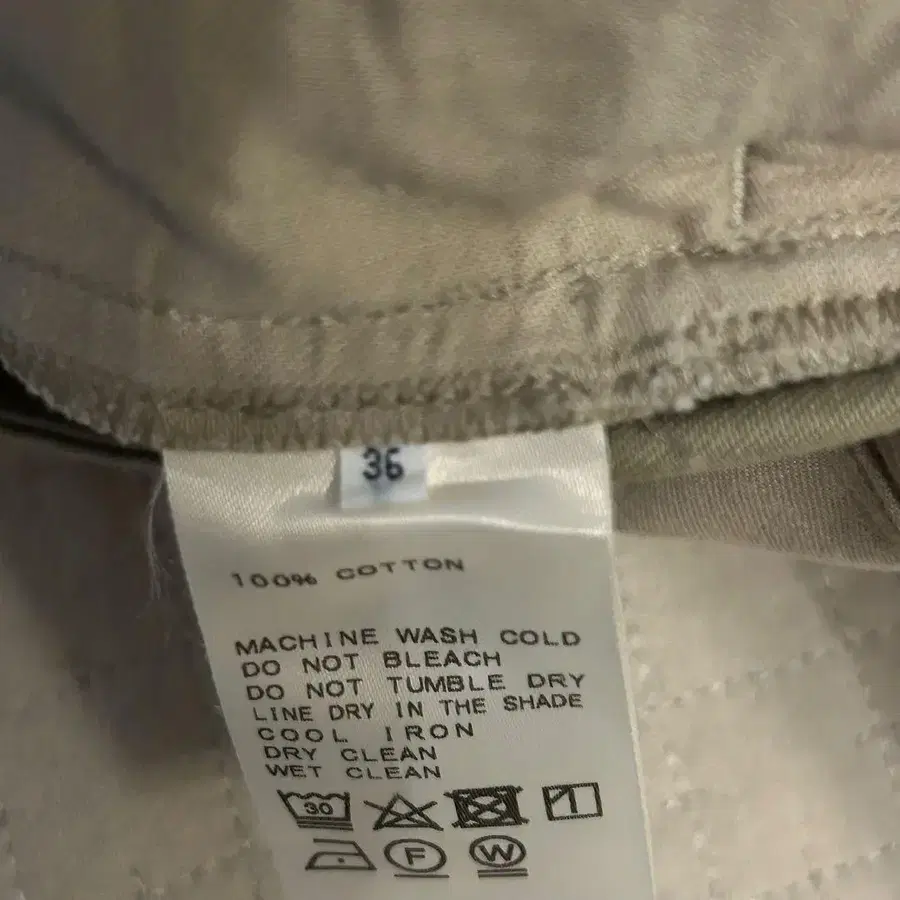 36
100% COTTON
MACHINE WASH COLD
DO NOT BLEACH
DO NOT TUMBLE DRY
LINE DRY IN THE SHADE
COOL IRON
DRY CLEAN
WET CLEAN
30
F W